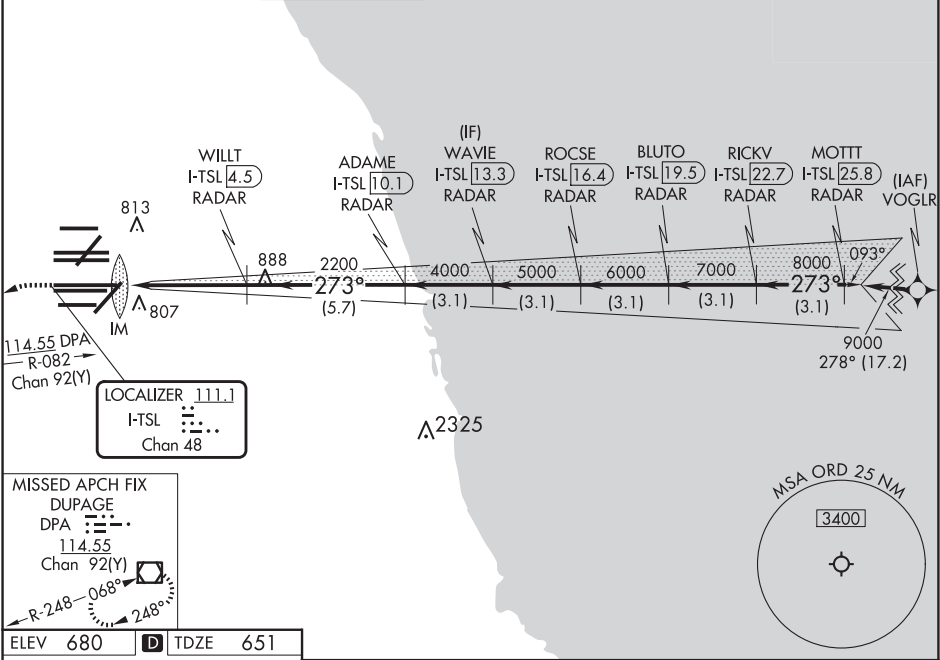 (IF)
WAVIE
I-TSL 13.3
RADAR
WILLT
I-TSL 4.5
RADAR
ADAME
I-TSL 10.1
RADAR
ROCSE
I-TSL 16.4
RADAR
BLUTO
I-TSL 19.5
RADAR
RICKV
I-TSL 22.7
RADAR
MOTTT
I-TSL 25.8
RADAR
(IAF)
VOGLR
813
888
2200
4000
5000
6000
7000
8000
093°
273°
273°
(5.7)
(3.1)
(3.1)
(3.1)
(3.1)
(3.1)
807
IM
9000
278° (17.2)
114.55 DPA
R-082
Chan 92(Y)
LOCALIZER 111.1
I-TSL
Chan 48
2325
MISSED APCH FIX
DUPAGE
DPA
114.55
Chan 92(Y)
R-248
068°
248°
MSA ORD 25 NM
3400
ELEV 680 D TDZE 651